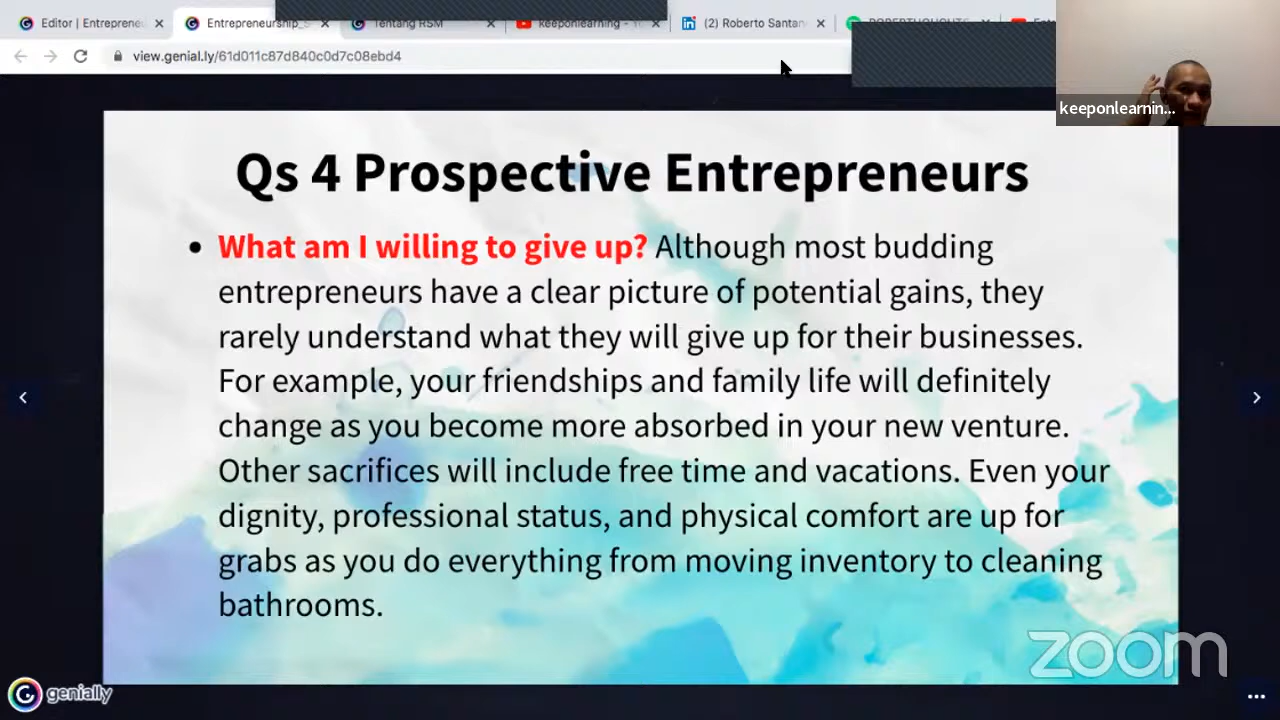 Editor | Entrepreneu
Entrepreneurship_S
Tentang RSM
keeponlearning - Yo
(2) Roberto Santan
view.genial.ly/61d011c87d840c0d7c08ebd4
keeponlearnin...
Qs 4 Prospective Entrepreneurs
• What am I willing to give up? Although most budding
entrepreneurs have a clear picture of potential gains, they
rarely understand what they will give up for their businesses.
For example, your friendships and family life will definitely
change as you become more absorbed in your new venture.
Other sacrifices will include free time and vacations. Even your
dignity, professional status, and physical comfort are up for
grabs as you do everything from moving inventory to cleaning
bathrooms.
zoom
genially